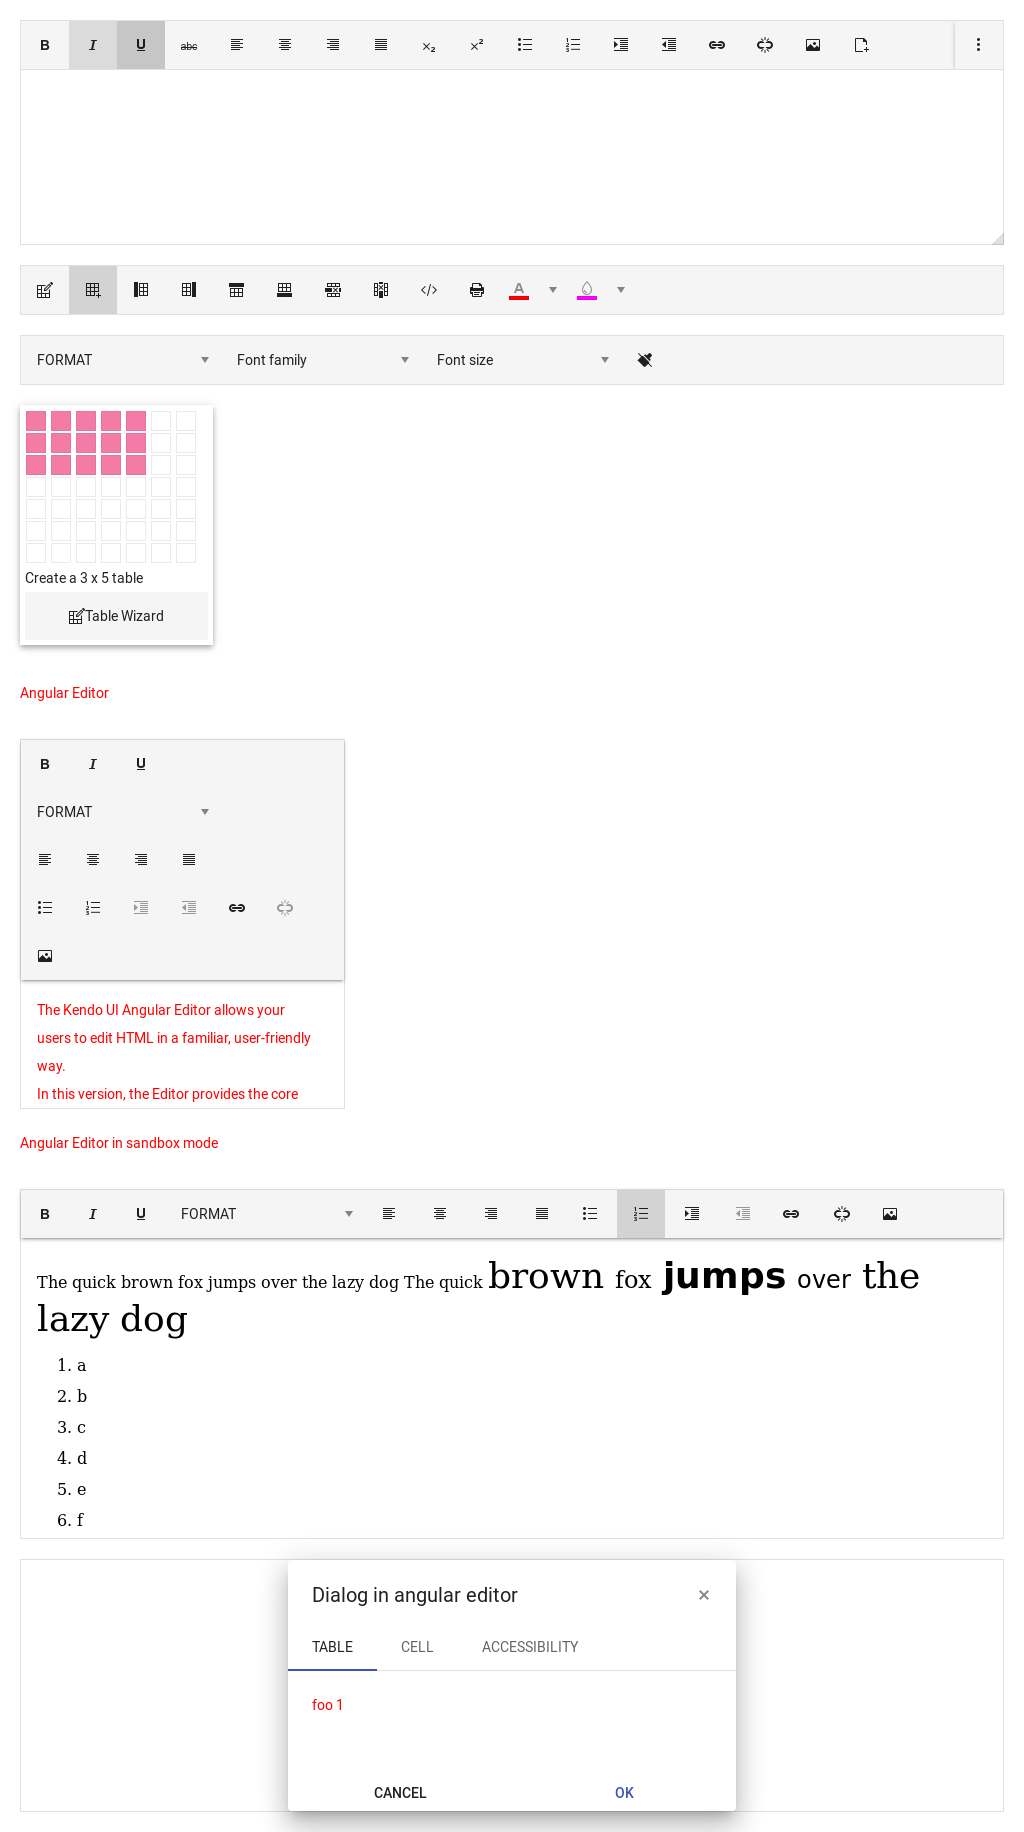 B I U abc x₂ x²
A
FORMAT Font family Font size
Create a 3 x 5 table
Table Wizard
Angular Editor
B I U
FORMAT
The Kendo UI Angular Editor allows your
users to edit HTML in a familiar, user-friendly
way.
In this version, the Editor provides the core
Angular Editor in sandbox mode
B I U FORMAT
The quick brown fox jumps over the lazy dog The quick brown fox jumps over the
lazy dog
1. a
2. b
3. c
4. d
5. e
6. f
Dialog in angular editor ×
TABLE CELL ACCESSIBILITY
foo 1
CANCEL OK